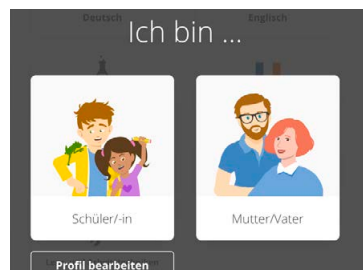 Deutsch Englisch
Ich bin ...
Schüler/-in Mutter/Vater
Profil bearbeiten